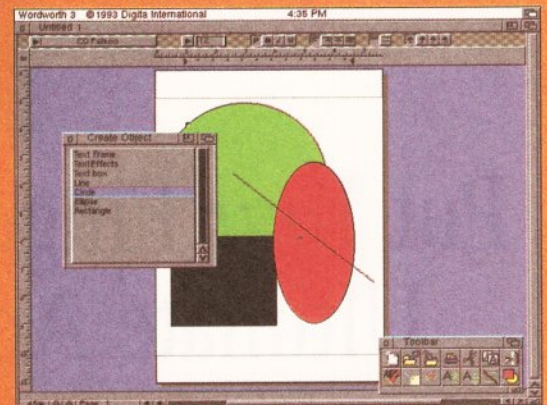 Wordworth 3 ©1993 Digita International 4:35 PM
Untitled 1
Create Object
Text Frame
TextEffects
Text box
Line
Circle
Ellipse
Rectangle
Toolbar